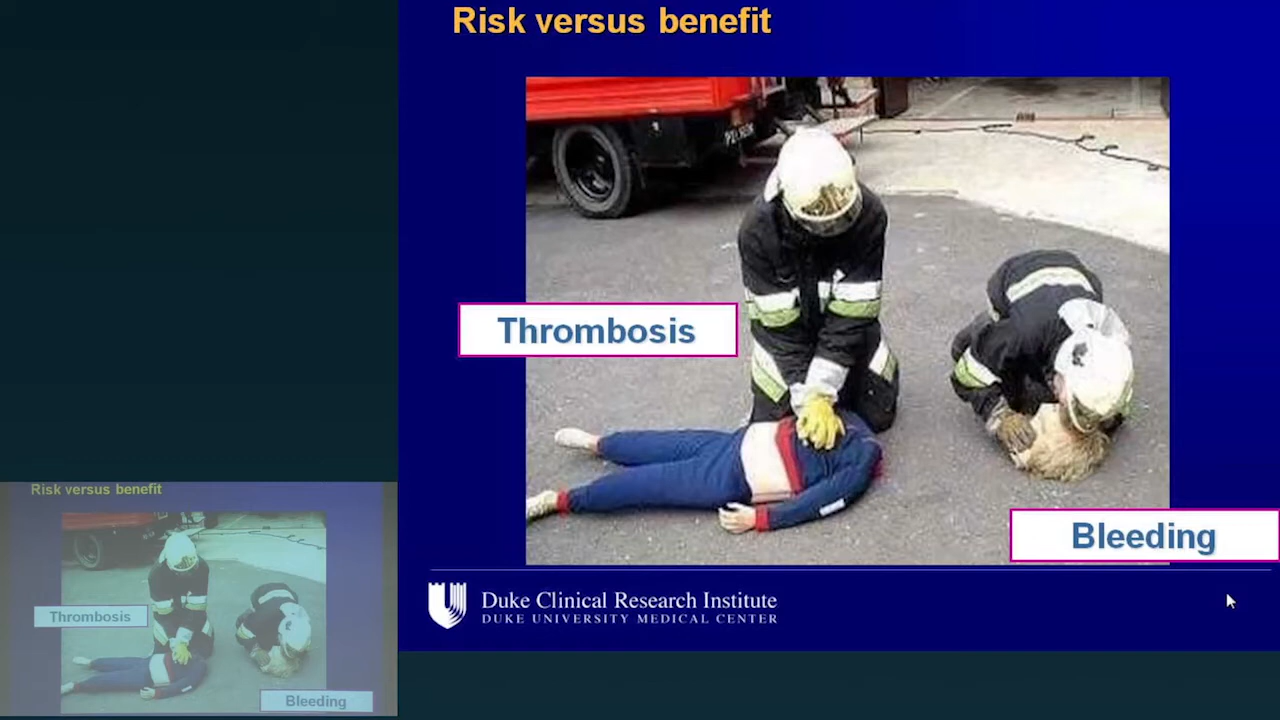 Risk versus benefit
Thrombosis
Bleeding
Duke Clinical Research Institute
DUKE UNIVERSITY MEDICAL CENTER
Risk versus benefit
Thrombosis
Bleeding